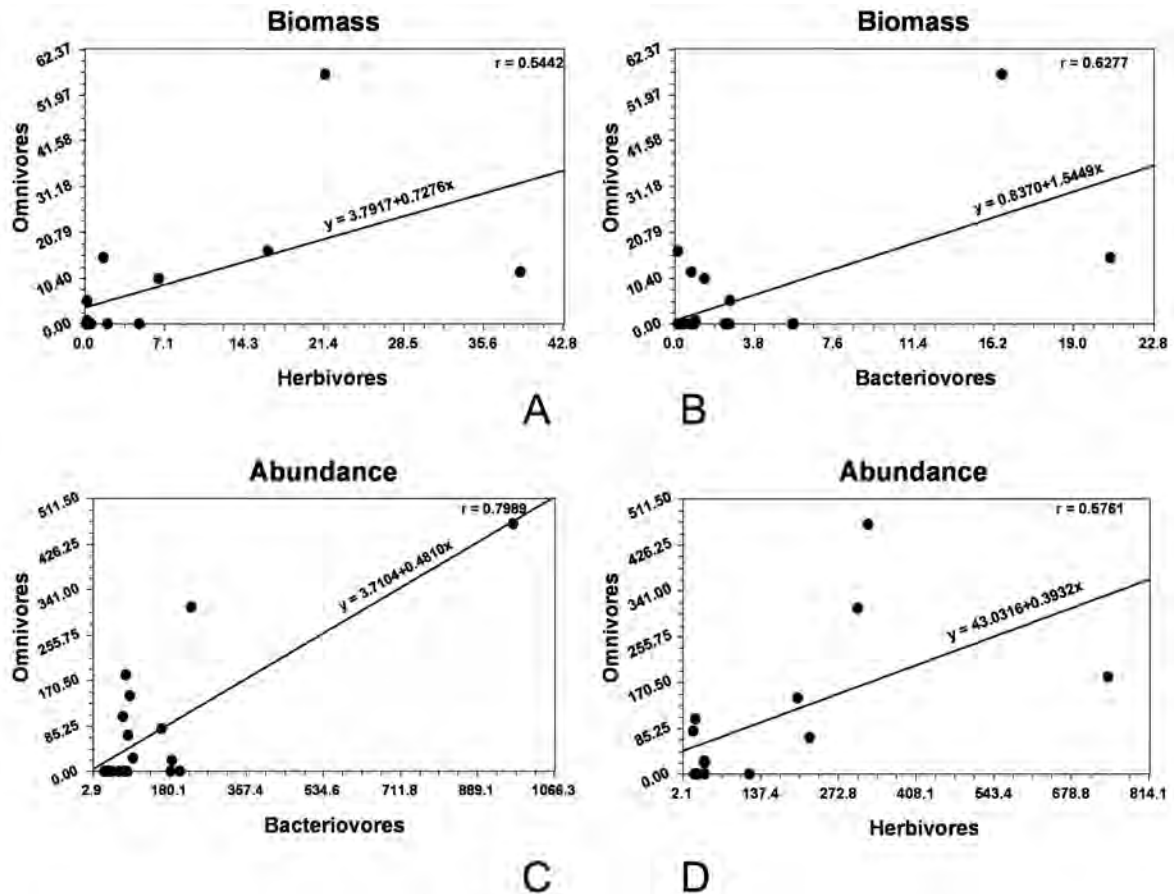 Biomass
r = 0.5442
y = 3.7917+0.7276x
Omnivores
62.37
51.97
41.58
31.18
20.79
10.40
0.00
0.0 7.1 14.3 21.4 28.5 35.6 42.8
Herbivores
A
Biomass
r = 0.6277
y = 0.8370+1.5449x
Omnivores
62.37
51.97
41.58
31.18
20.79
10.40
0.00
0.0 3.8 7.6 11.4 16.2 19.0 22.8
Bacteriovores
B
Abundance
r = 0.7989
y = 3.7104+0.4810x
Omnivores
511.50
426.25
341.00
255.75
170.50
85.25
0.00
2.9 180.1 357.4 534.6 711.8 889.1 1066.3
Bacteriovores
C
Abundance
r = 0.5761
y = 43.0316+0.3932x
Omnivores
511.50
426.25
341.00
255.75
170.50
85.25
0.00
2.1 137.4 272.8 408.1 543.4 678.8 814.1
Herbivores
D